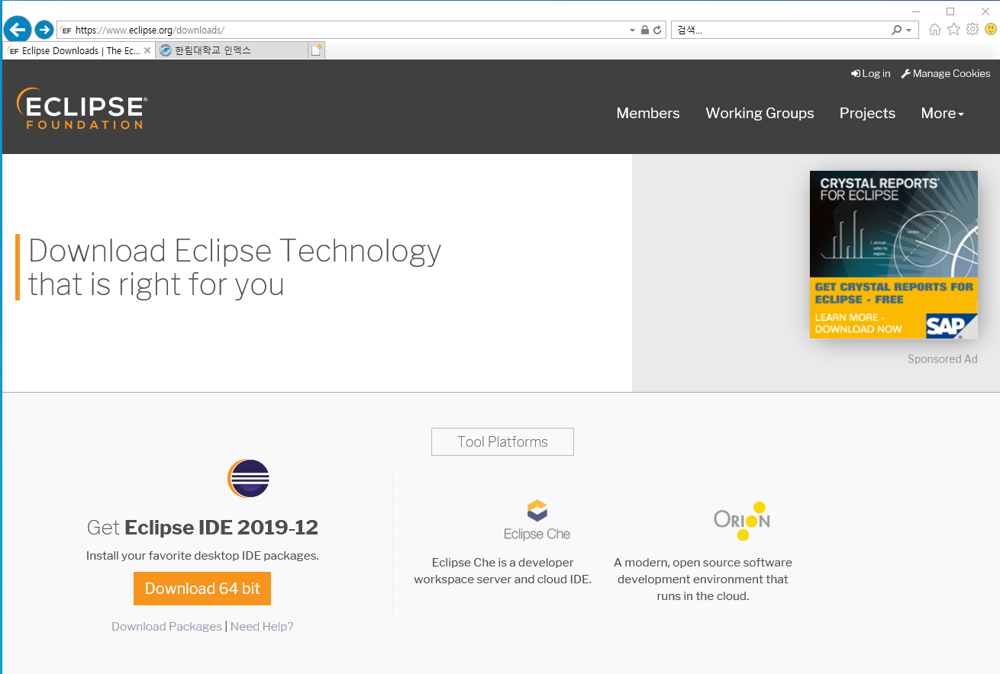 EF https://www.eclipse.org/downloads/
검색...
EF Eclipse Downloads | The Ec...
한림대학교 인덱스
Log in
Manage Cookies
ECLIPSE®
FOUNDATION
Members
Working Groups
Projects
More
Download Eclipse Technology
that is right for you
CRYSTAL REPORTS
FOR ECLIPSE
GET CRYSTAL REPORTS FOR
ECLIPSE - FREE
LEARN MORE -
DOWNLOAD NOW
SAP
Sponsored Ad
Tool Platforms
Get Eclipse IDE 2019-12
Install your favorite desktop IDE packages.
Download 64 bit
Download Packages | Need Help?
Eclipse Che
Eclipse Che is a developer
workspace server and cloud IDE.
ORION
A modern, open source software
development environment that
runs in the cloud.